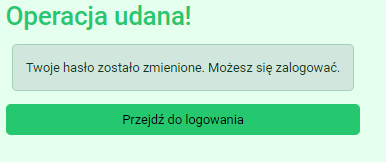 Operacja udana!
Twoje hasło zostało zmienione. Możesz się zalogować.
Przejdź do logowania